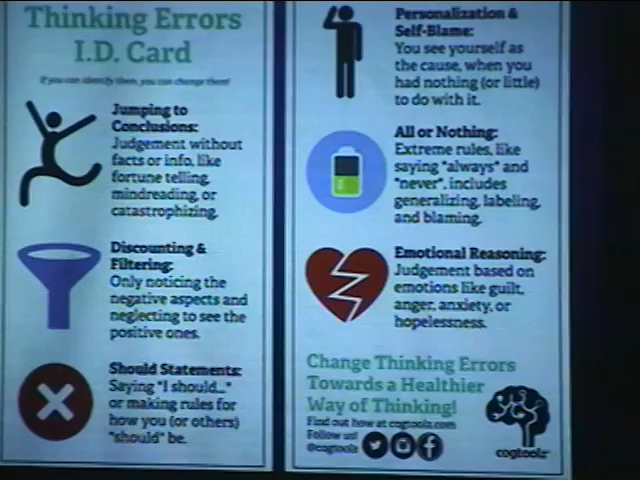 Thinking Errors
I.D. Card
If you can identify them, you can change them!
Jumping to
Conclusions:
Judgement without
facts or info, like
fortune telling,
mindreading, or
catastrophizing.
Discounting &
Filtering:
Only noticing the
negative aspects and
neglecting to see the
positive ones.
Should Statements:
Saying "I should..."
or making rules for
how you (or others)
"should" be.
Personalization &
Self-Blame:
You see yourself as
the cause, when you
had nothing (or little)
to do with it.
All or Nothing:
Extreme rules, like
saying "always" and
"never", includes
generalizing, labeling,
and blaming.
Emotional Reasoning:
Judgement based on
emotions like guilt,
anger, anxiety, or
hopelessness.
Change Thinking Errors
Towards a Healthier
Way of Thinking!
Find out how at cogtoolz.com
Follow us!
@cogtoolz
cogtoolz